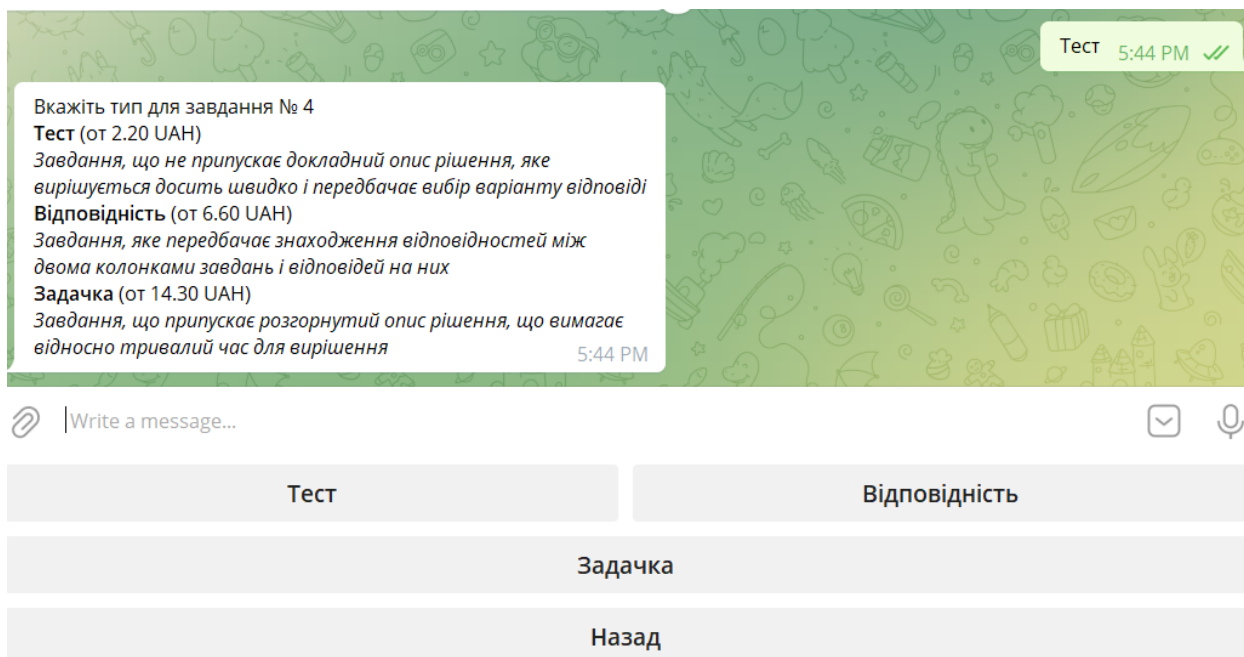 Тест 5:44 PM
Вкажіть тип для завдання № 4
Тест (от 2.20 UAH)
Завдання, що не припускає докладний опис рішення, яке
вирішується досить швидко і передбачає вибір варіанту відповіді
Відповідність (от 6.60 UAH)
Завдання, яке передбачає знаходження відповідностей між
двома колонками завдань і відповідей на них
Задачка (от 14.30 UAH)
Завдання, що припускає розгорнутий опис рішення, що вимагає
відносно тривалий час для вирішення
5:44 PM
Write a message...
Тест
Відповідність
Задачка
Назад